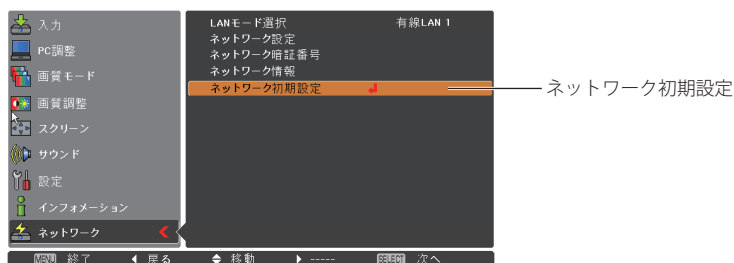 入力
PC調整
画質モード
画質調整
スクリーン
サウンド
設定
インフォメーション
ネットワーク
LANモード選択 有線LAN 1
ネットワーク設定
ネットワーク暗証番号
ネットワーク情報
ネットワーク初期設定
ネットワーク初期設定
MENU 終了 戻る 移動 ----- SELECT 次へ